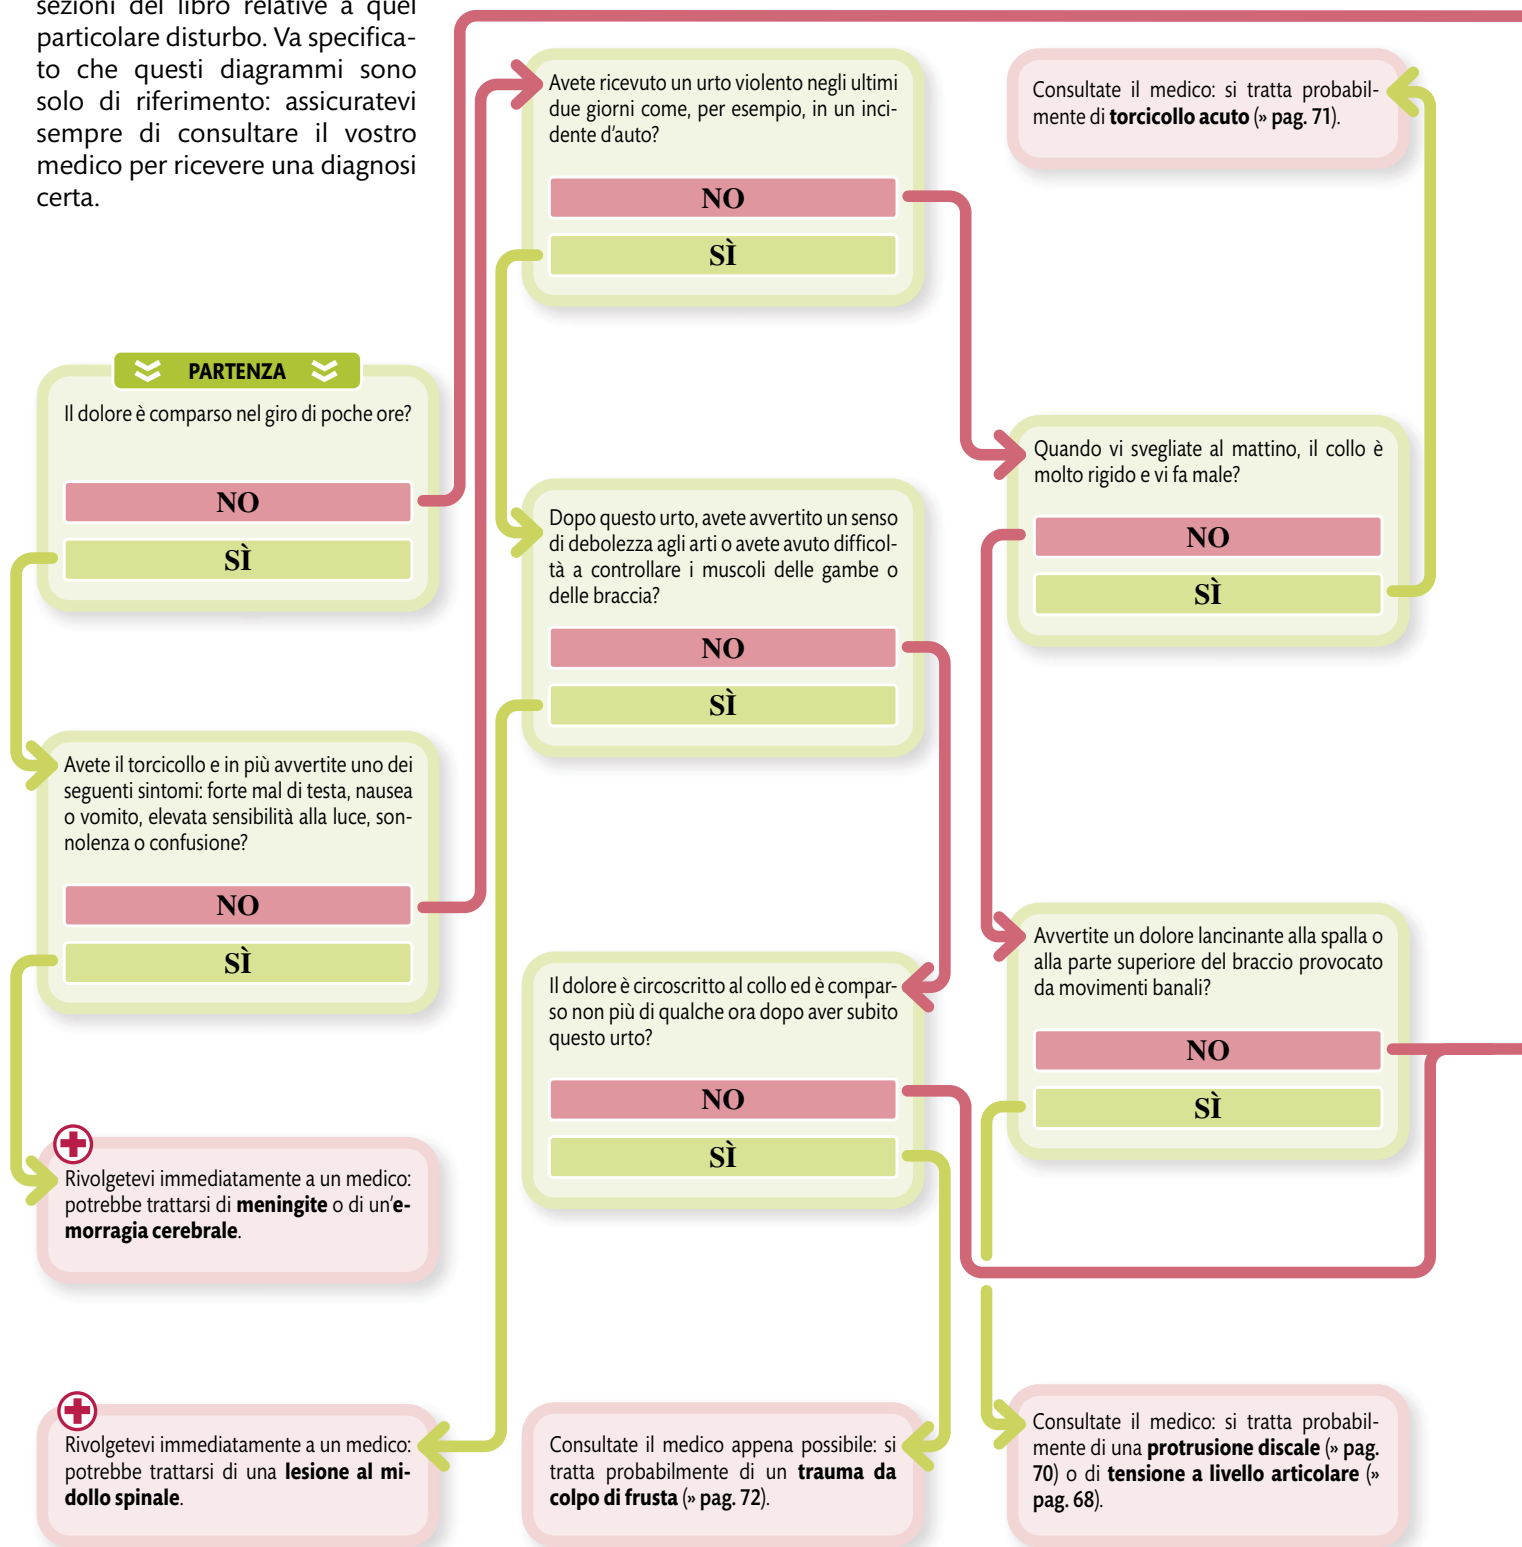 sezioni del libro relative a quel
particolare disturbo. Va specifica-
to che questi diagrammi sono
solo di riferimento: assicuratevi
sempre di consultare il vostro
medico per ricevere una diagnosi
certa.
PARTENZA
Il dolore è comparso nel giro di poche ore?
NO
SÌ
Avete il torcicollo e in più avvertite uno dei
seguenti sintomi: forte mal di testa, nausea
o vomito, elevata sensibilità alla luce, son-
nolenza o confusione?
NO
SÌ
Rivolgetevi immediatamente a un medico:
potrebbe trattarsi di meningite o di un'e-
morragia cerebrale.
Rivolgetevi immediatamente a un medico:
potrebbe trattarsi di una lesione al mi-
dollo spinale.
Avete ricevuto un urto violento negli ultimi
due giorni come, per esempio, in un inci-
dente d'auto?
NO
SÌ
Dopo questo urto, avete avvertito un senso
di debolezza agli arti o avete avuto difficol-
tà a controllare i muscoli delle gambe o
delle braccia?
NO
SÌ
Il dolore è circoscritto al collo ed è compar-
so non più di qualche ora dopo aver subito
questo urto?
NO
SÌ
Consultate il medico appena possibile: si
tratta probabilmente di un trauma da
colpo di frusta (» pag. 72).
Consultate il medico: si tratta probabil-
mente di torcicollo acuto (» pag. 71).
Quando vi svegliate al mattino, il collo è
molto rigido e vi fa male?
NO
SÌ
Avvertite un dolore lancinante alla spalla o
alla parte superiore del braccio provocato
da movimenti banali?
NO
SÌ
Consultate il medico: si tratta probabil-
mente di una protrusione discale (» pag.
70) o di tensione a livello articolare (»
pag. 68).